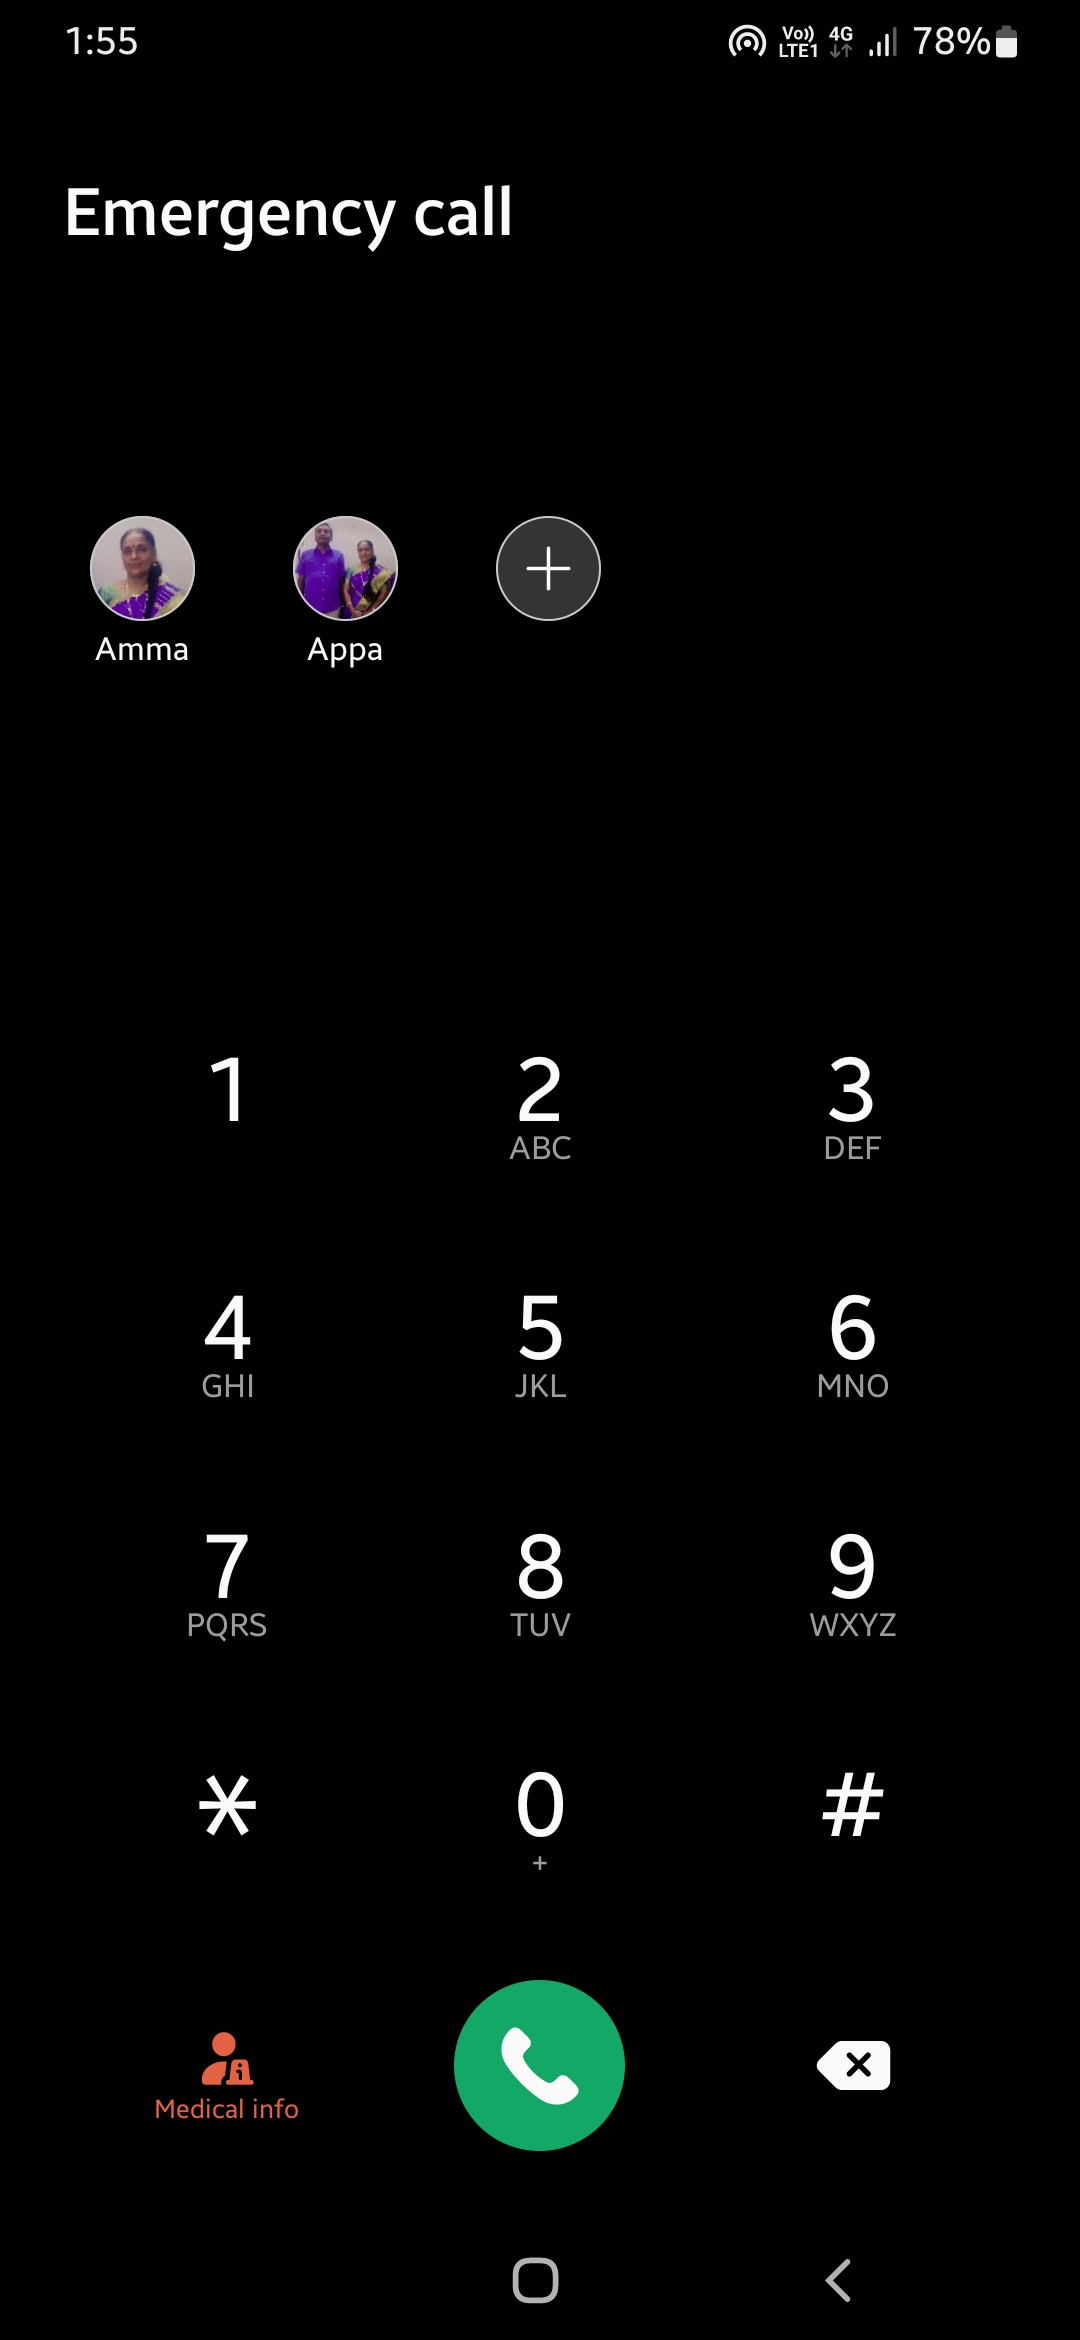 1:55 Vo)) LTE1 4G 78%
Emergency call
Amma Appa
1 2 3
ABC DEF
4 5 6
GHI JKL MNO
7 8 9
PQRS TUV WXYZ
* 0 #
+
Medical info